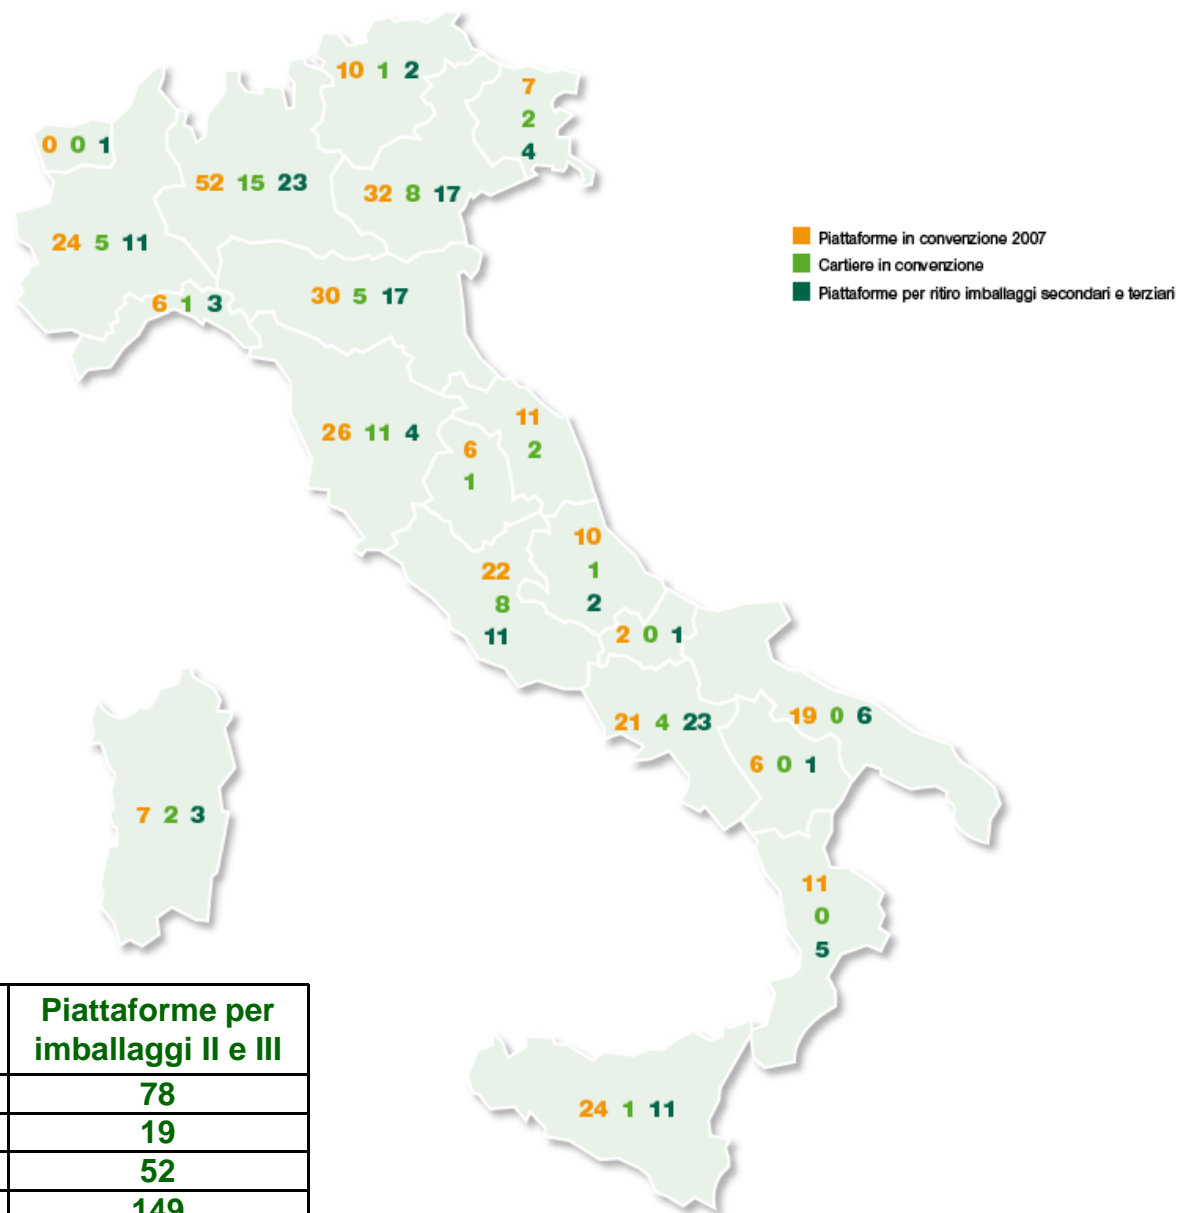 10 1 2
7
2
4
0 0 1
52 15 23
32 8 17
24 5 11
6 1 3
30 5 17
Piattaforme in convenzione 2007
Cartiere in convenzione
Piattaforme per ritiro imballaggi secondari e terziari
26 11 4
11
2
6
1
10
1
2
22
8
11
2 0 1
21 4 23
19 0 6
6 0 1
7 2 3
11
0
5
24 1 11
Piattaforme per
imballaggi II e III
78
19
52
149